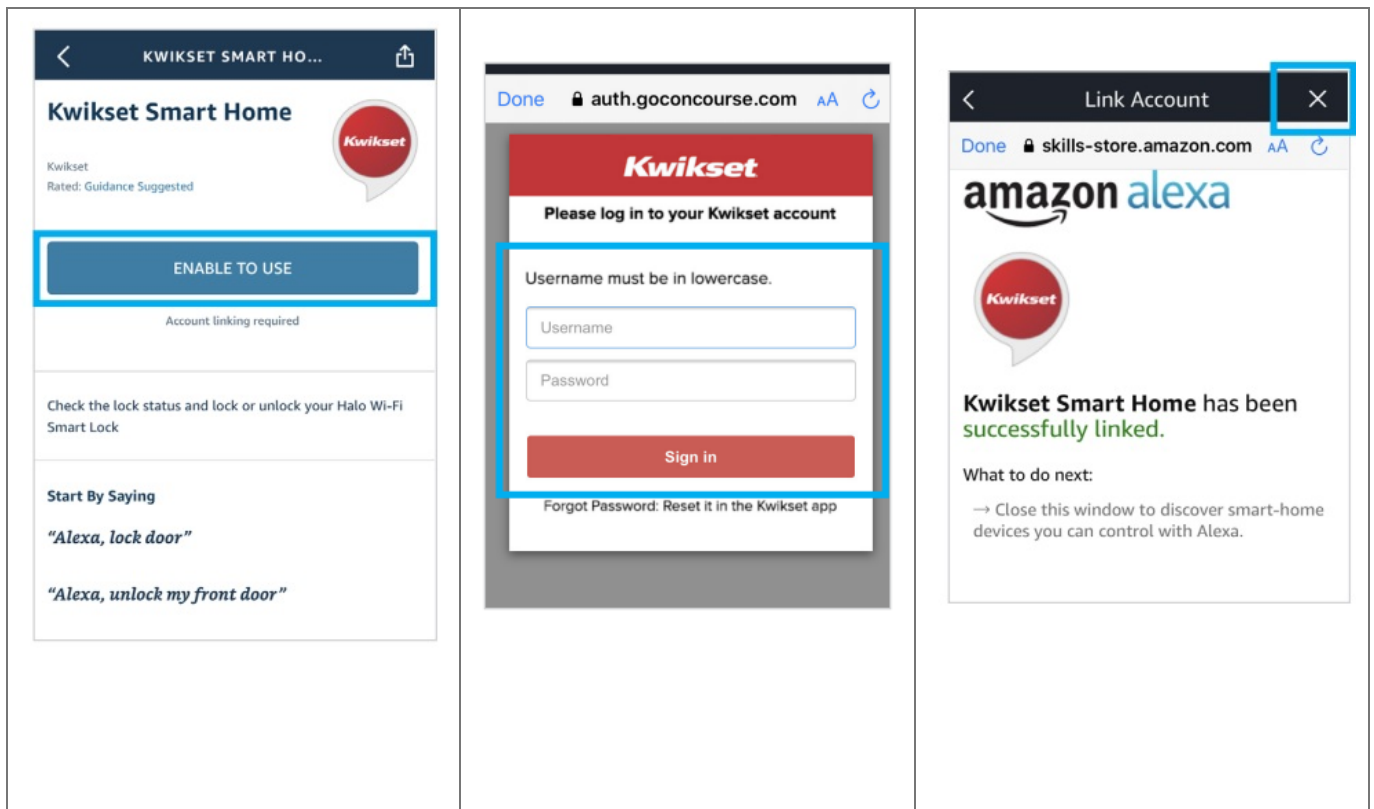 KWIKSET SMART HO...
Kwikset Smart Home
Kwikset
Kwikset
Rated: Guidance Suggested
ENABLE TO USE
Account linking required
Check the lock status and lock or unlock your Halo Wi-Fi
Smart Lock
Start By Saying
“Alexa, lock door”
“Alexa, unlock my front door”
Done auth.goconcourse.com AA
Kwikset
Please log in to your Kwikset account
Username must be in lowercase.
Username
Password
Sign in
Forgot Password: Reset it in the Kwikset app
Link Account
Done skills-store.amazon.com AA
amazon alexa
Kwikset
Kwikset Smart Home has been
successfully linked.
What to do next:
→ Close this window to discover smart-home
devices you can control with Alexa.